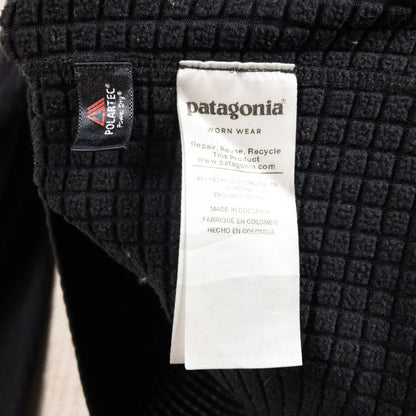 POLARTEC®
Power Dry®
patagonia®
WORN WEAR
Repair, Reuse, Recycle
This Product
www.patagonia.com
MADE IN COLOMBIA
FABRIQUÉ EN COLOMBIE
HECHO EN COLOMBIA